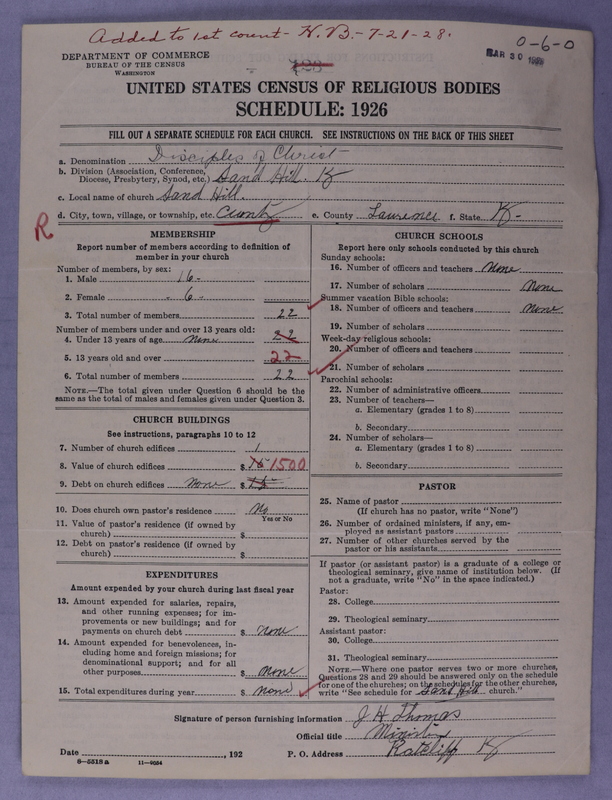 Added to 1st count - H.B. - 7-21-28.
0-6-0
MAR 30 1928
DEPARTMENT OF COMMERCE
BUREAU OF THE CENSUS
WASHINGTON
128
UNITED STATES CENSUS OF RELIGIOUS BODIES
SCHEDULE: 1926
FILL OUT A SEPARATE SCHEDULE FOR EACH CHURCH. SEE INSTRUCTIONS ON THE BACK OF THIS SHEET
a. Denomination Disciples of Christ
b. Division (Association, Conference, Diocese, Presbytery, Synod, etc.) Sand Hill. Ky
c. Local name of church Sand Hill.
d. City, town, village, or township, etc. County e. County Lawrence f. State Ky-
R
MEMBERSHIP
Report number of members according to definition of
member in your church
Number of members, by sex:
1. Male 16-
2. Female - 6 -
3. Total number of members 22
Number of members under and over 13 years old:
4. Under 13 years of age None 22
5. 13 years old and over 22
6. Total number of members 22
NOTE.—The total given under Question 6 should be the
same as the total of males and females given under Question 3.
CHURCH BUILDINGS
See instructions, paragraphs 10 to 12
7. Number of church edifices 1
8. Value of church edifices $ 15 1500
9. Debt on church edifices None $ 15
10. Does church own pastor's residence No
Yes or No
11. Value of pastor's residence (if owned by
church) $
12. Debt on pastor's residence (if owned by
church) $
EXPENDITURES
Amount expended by your church during last fiscal year
13. Amount expended for salaries, repairs,
and other running expenses; for im-
provements or new buildings; and for
payments on church debt $ None
14. Amount expended for benevolences, in-
cluding home and foreign missions; for
denominational support; and for all
other purposes $ None
15. Total expenditures during year $ None
CHURCH SCHOOLS
Report here only schools conducted by this church
Sunday schools:
16. Number of officers and teachers None
17. Number of scholars None
Summer vacation Bible schools:
18. Number of officers and teachers None
19. Number of scholars
Week-day religious schools:
20. Number of officers and teachers
21. Number of scholars
Parochial schools:
22. Number of administrative officers
23. Number of teachers—
a. Elementary (grades 1 to 8)
b. Secondary
24. Number of scholars—
a. Elementary (grades 1 to 8)
b. Secondary
PASTOR
25. Name of pastor
(If church has no pastor, write "None")
26. Number of ordained ministers, if any, em-
ployed as assistant pastors
27. Number of other churches served by the
pastor or his assistants
If pastor (or assistant pastor) is a graduate of a college or
theological seminary, give name of institution below. (If
not a graduate, write "No" in the space indicated.)
Pastor:
28. College
29. Theological seminary
Assistant pastor:
30. College
31. Theological seminary
NOTE.—Where one pastor serves two or more churches,
Questions 28 and 29 should be answered only on the schedule
for one of the churches; on the schedules for the other churches,
write "See schedule for Sand Hill church."
Signature of person furnishing information J H Thomas
Official title Minister
Date , 192 P. O. Address Ratcliff Ky
8-5518a 11-9054